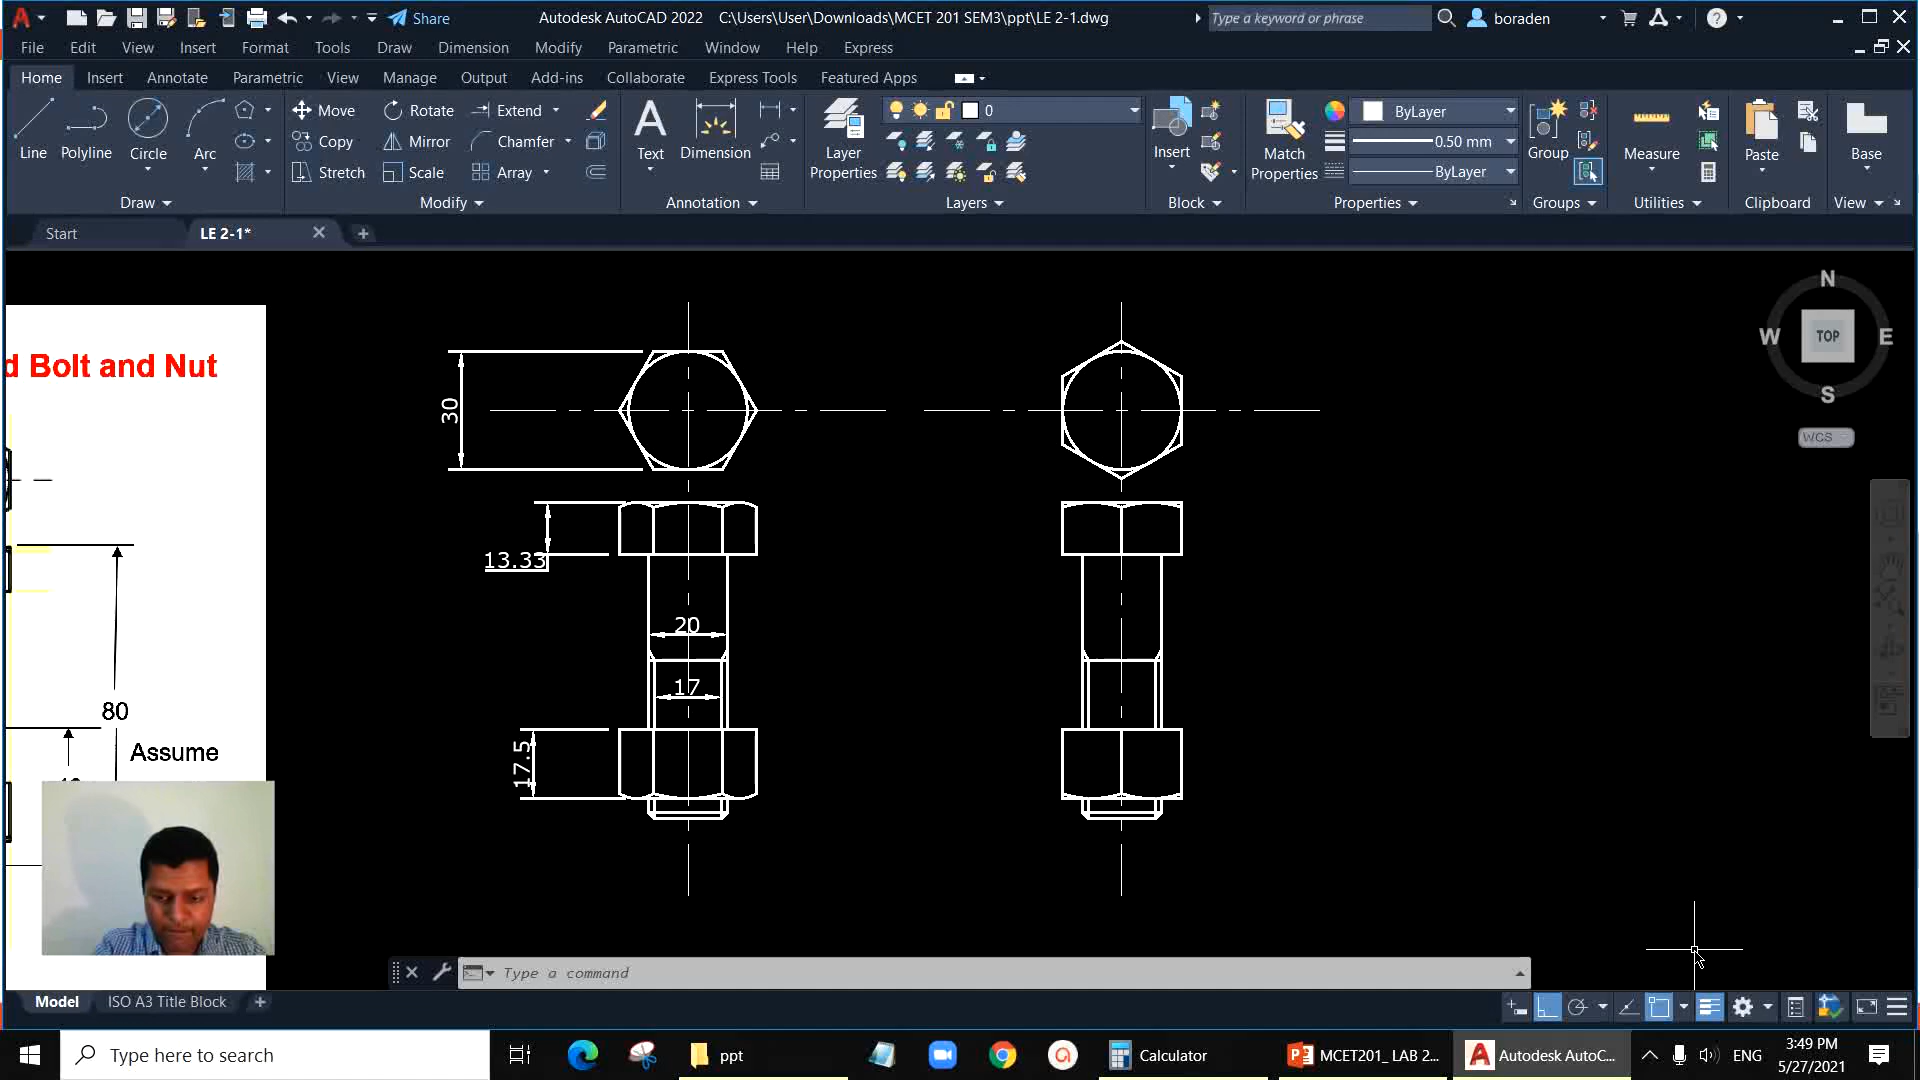 Share
Autodesk AutoCAD 2022 C:\Users\User\Downloads\MCET 201 SEM3\ppt\LE 2-1.dwg
Type a keyword or phrase
boraden
File Edit View Insert Format Tools Draw Dimension Modify Parametric Window Help Express
Home Insert Annotate Parametric View Manage Output Add-ins Collaborate Express Tools Featured Apps
Line Polyline Circle Arc
Move Rotate Extend
Copy Mirror Chamfer
Stretch Scale Array
Text Dimension
Layer Properties
0
Insert
Match Properties
ByLayer
0.50 mm
ByLayer
Group
Measure
Paste
Base
Draw Modify Annotation Layers Block Properties Groups Utilities Clipboard View
Start LE 2-1*
N
W TOP E
S
WCS
d Bolt and Nut
30
13.33
20
17
17.5
80
Assume
Type a command
Model ISO A3 Title Block
Type here to search
ppt
Calculator
MCET201_ LAB 2...
Autodesk AutoC...
ENG
3:49 PM
5/27/2021